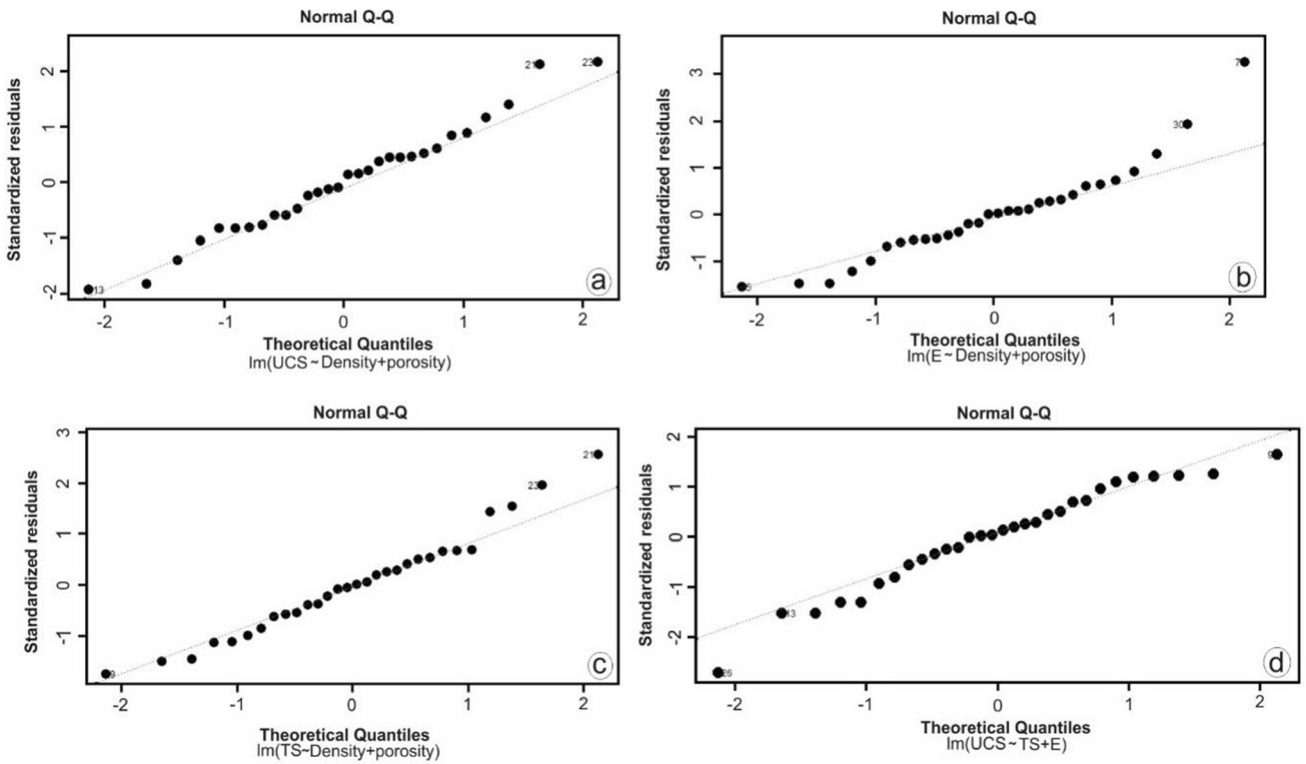 Normal Q-Q
Standardized residuals
2
1
0
-1
-2
21
23
13
a
-2 -1 0 1 2
Theoretical Quantiles
lm(UCS~Density+porosity)
Normal Q-Q
Standardized residuals
3
2
1
0
-1
7
30
b
-2 -1 0 1 2
Theoretical Quantiles
lm(E~Density+porosity)
Normal Q-Q
Standardized residuals
3
2
1
0
-1
21
23
9
c
-2 -1 0 1 2
Theoretical Quantiles
lm(TS~Density+porosity)
Normal Q-Q
Standardized residuals
2
1
0
-1
-2
9
13
26
d
-2 -1 0 1 2
Theoretical Quantiles
lm(UCS~TS+E)